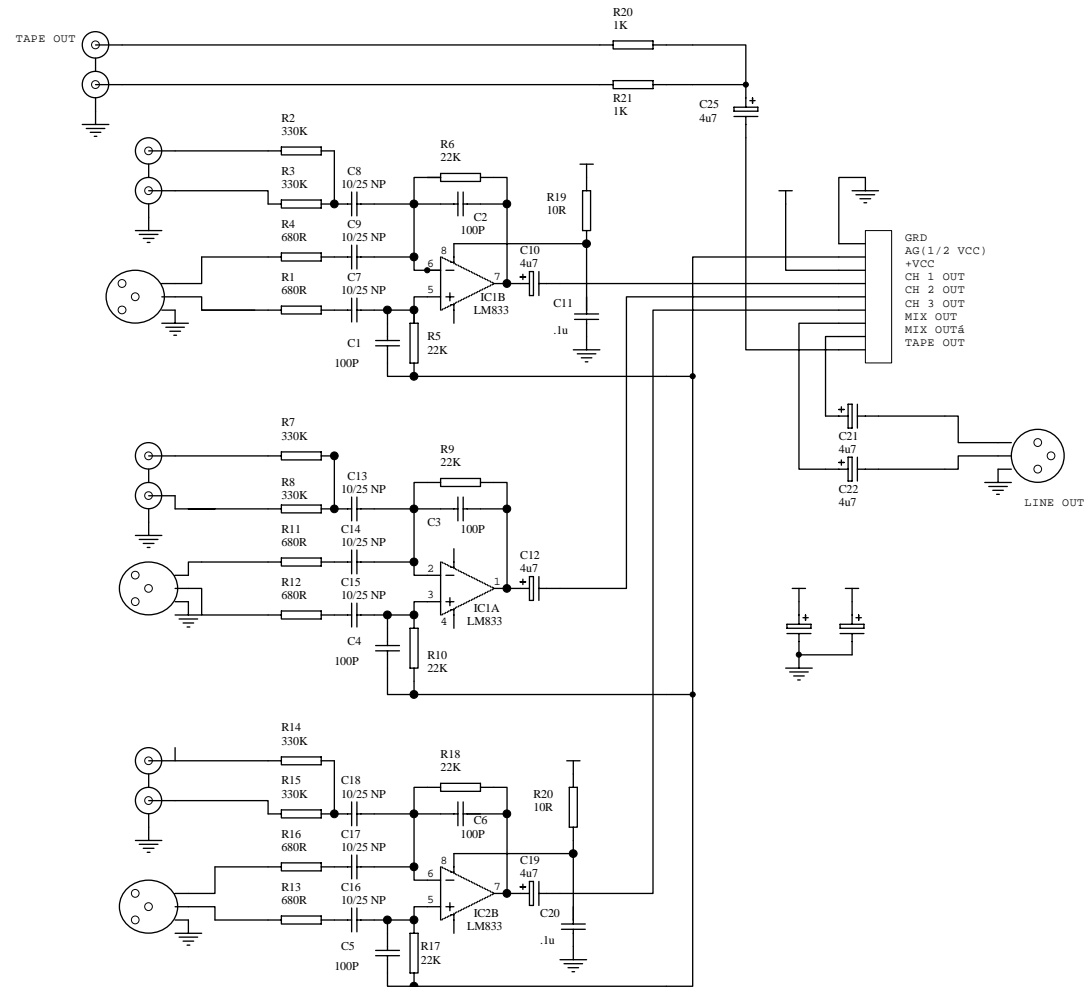 R20
1K
TAPE OUT
R21
1K
C25
4u7
+
R2
330K
R3
330K
C8
10/25 NP
R6
22K
C2
100P
R19
10R
R4
680R
C9
10/25 NP
R1
680R
C7
10/25 NP
8
6
5
7
IC1B
LM833
C10
4u7
+
C11
.1u
C1
100P
R5
22K
GRD
AG(1/2 VCC)
+VCC
CH 1 OUT
CH 2 OUT
CH 3 OUT
MIX OUT
MIX OUTá
TAPE OUT
+
C21
4u7
+
C22
4u7
LINE OUT
R7
330K
R8
330K
C13
10/25 NP
R9
22K
C3
100P
R11
680R
C14
10/25 NP
R12
680R
C15
10/25 NP
2
3
1
4
IC1A
LM833
C12
4u7
+
C4
100P
R10
22K
+
+
R14
330K
R15
330K
C18
10/25 NP
R18
22K
C6
100P
R20
10R
R16
680R
C17
10/25 NP
R13
680R
C16
10/25 NP
8
6
5
7
IC2B
LM833
C19
4u7
+
C20
.1u
C5
100P
R17
22K